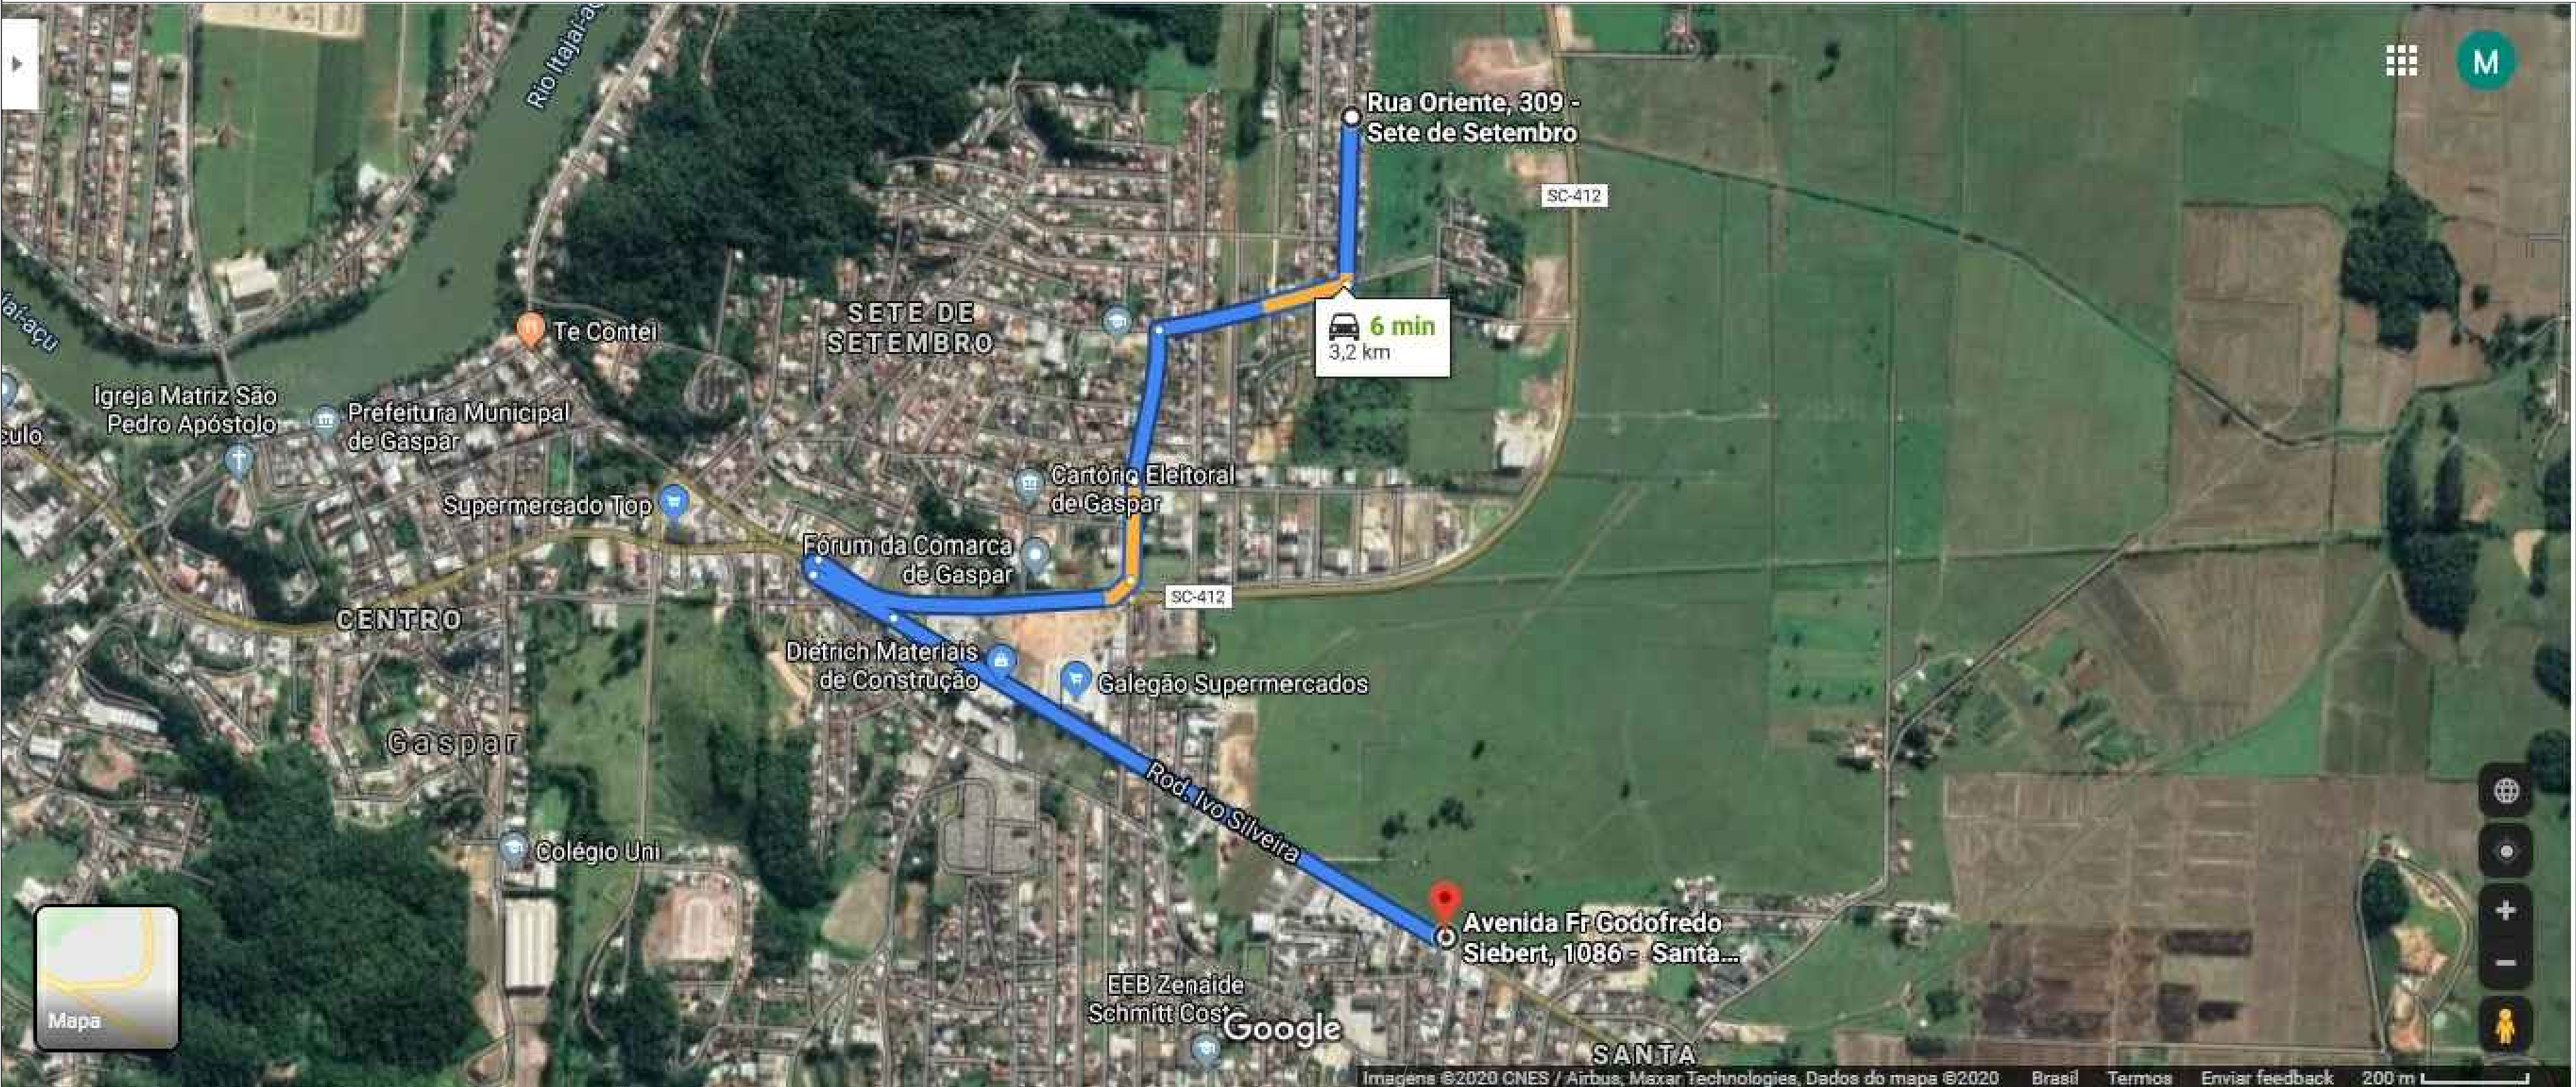 Rio Itajaí-aç
M
Rua Oriente, 309 -
Sete de Setembro
SC-412
aí-açu
Te Contei
SETE DE
SETEMBRO
6 min
3,2 km
Igreja Matriz São
Pedro Apóstolo
Prefeitura Municipal
de Gaspar
culo
Supermercado Top
Cartório Eleitoral
de Gaspar
Fórum da Comarca
de Gaspar
SC-412
CENTRO
Dietrich Materiais
de Construção
Galegão Supermercados
Gaspar
Rod. Ivo Silveira
Colégio Uni
Avenida Fr Godofredo
Siebert, 1086 - Santa...
EEB Zenaide
Schmitt Cost
Google
Mapa
SANTA
Imagens ©2020 CNES / Airbus, Maxar Technologies, Dados do mapa ©2020 Brasil Termos Enviar feedback 200 m